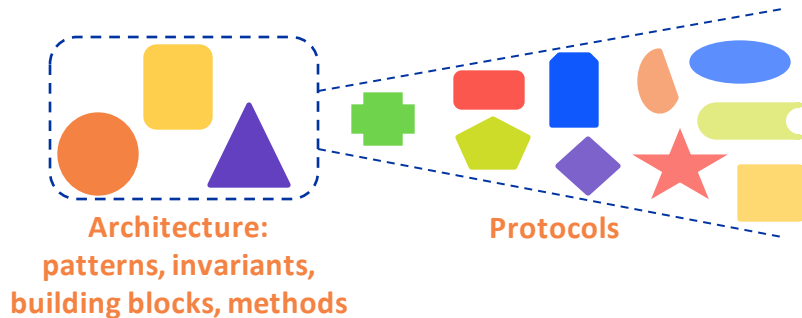 Architecture:
patterns, invariants,
building blocks, methods
Protocols